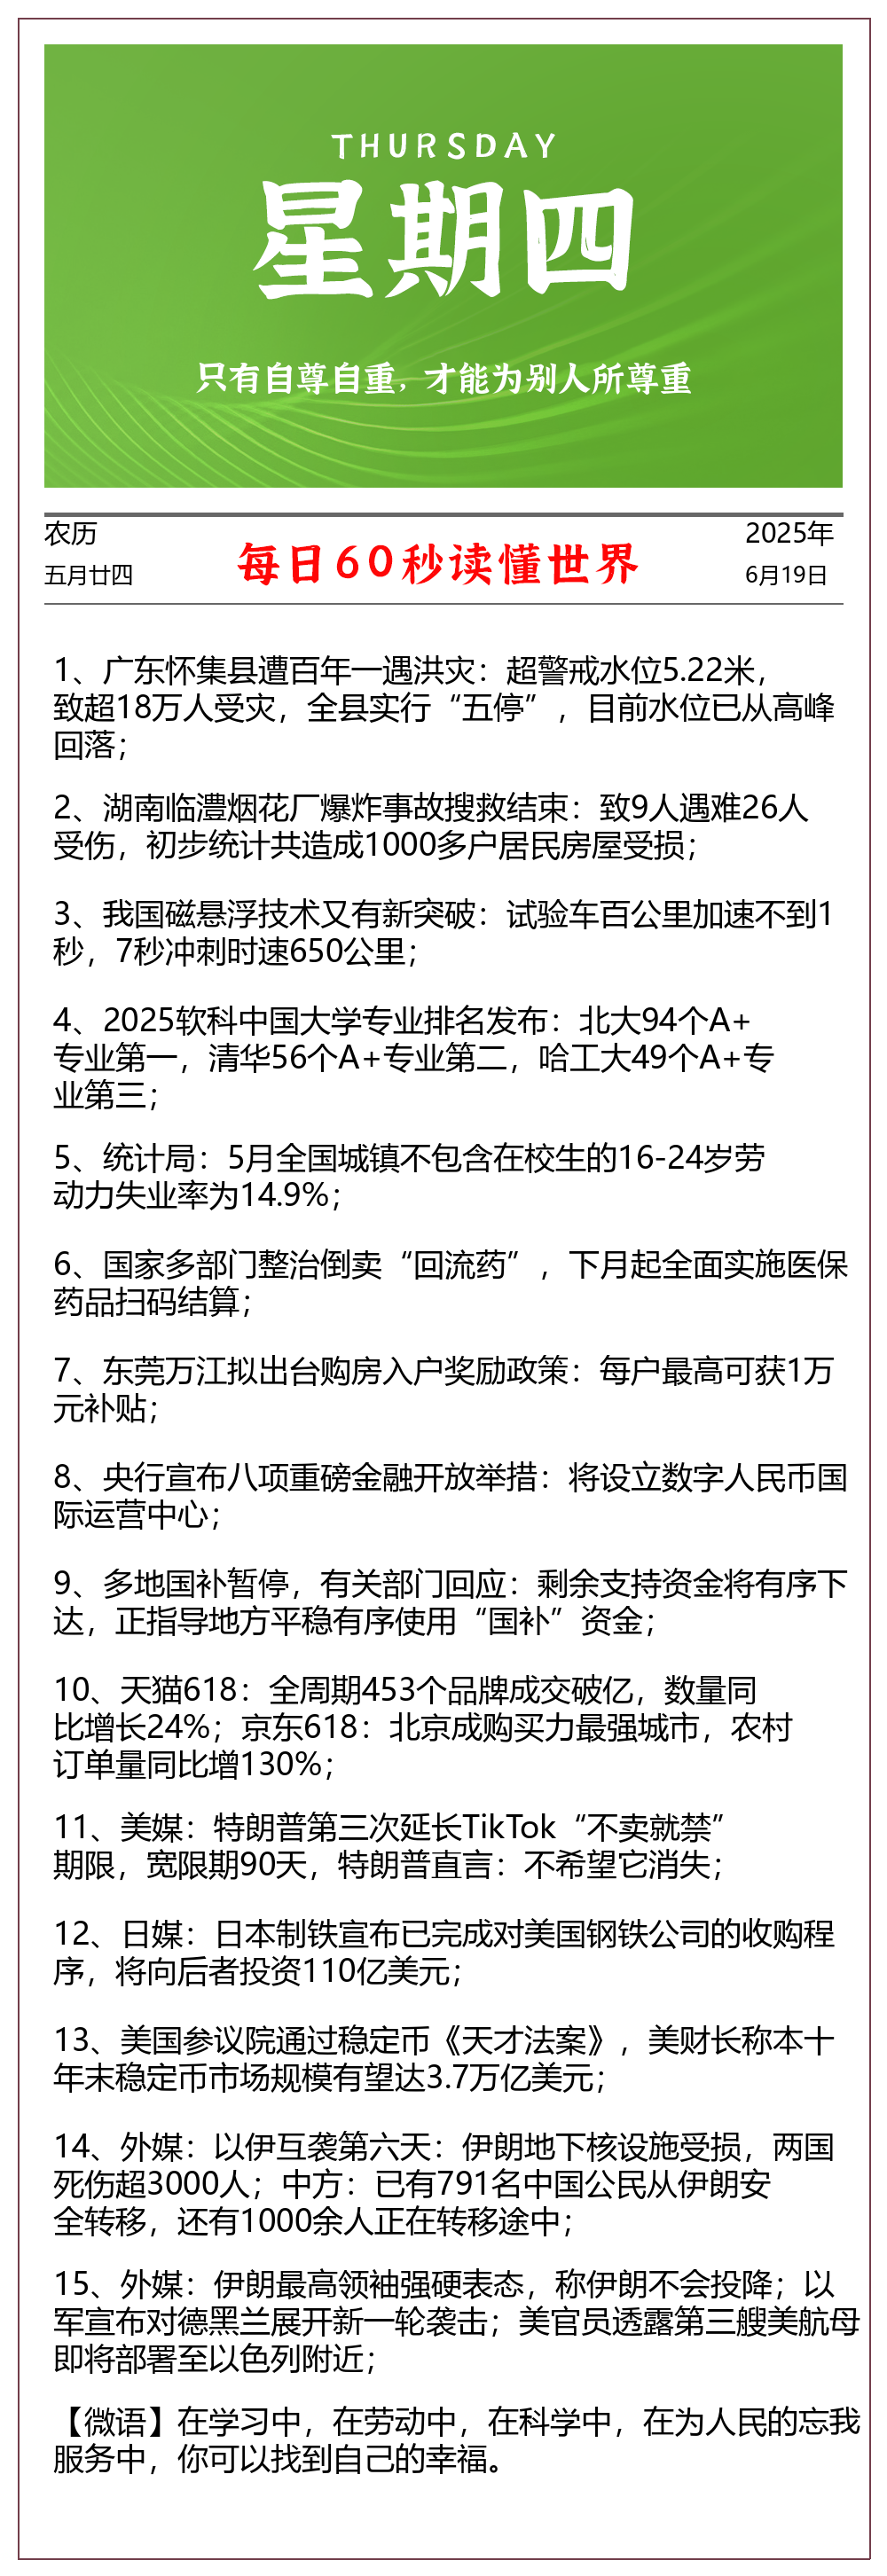 THURSDAY
星期四
只有自尊自重，才能为别人所尊重
农历
五月廿四
每日60秒读懂世界
2025年
6月19日
1、广东怀集县遭百年一遇洪灾：超警戒水位5.22米，
致超18万人受灾，全县实行“五停”，目前水位已从高峰
回落；
2、湖南临澧烟花厂爆炸事故搜救结束：致9人遇难26人
受伤，初步统计共造成1000多户居民房屋受损；
3、我国磁悬浮技术又有新突破：试验车百公里加速不到1
秒，7秒冲刺时速650公里；
4、2025软科中国大学专业排名发布：北大94个A+
专业第一，清华56个A+专业第二，哈工大49个A+专
业第三；
5、统计局：5月全国城镇不包含在校生的16-24岁劳
动力失业率为14.9%；
6、国家多部门整治倒卖“回流药”，下月起全面实施医保
药品扫码结算；
7、东莞万江拟出台购房入户奖励政策：每户最高可获1万
元补贴；
8、央行宣布八项重磅金融开放举措：将设立数字人民币国
际运营中心；
9、多地国补暂停，有关部门回应：剩余支持资金将有序下
达，正指导地方平稳有序使用“国补”资金；
10、天猫618：全周期453个品牌成交破亿，数量同
比增长24%；京东618：北京成购买力最强城市，农村
订单量同比增130%；
11、美媒：特朗普第三次延长TikTok“不卖就禁”
期限，宽限期90天，特朗普直言：不希望它消失；
12、日媒：日本制铁宣布已完成对美国钢铁公司的收购程
序，将向后者投资110亿美元；
13、美国参议院通过稳定币《天才法案》，美财长称本十
年末稳定币市场规模有望达3.7万亿美元；
14、外媒：以伊互袭第六天：伊朗地下核设施受损，两国
死伤超3000人；中方：已有791名中国公民从伊朗安
全转移，还有1000余人正在转移途中；
15、外媒：伊朗最高领袖强硬表态，称伊朗不会投降；以
军宣布对德黑兰展开新一轮袭击；美官员透露第三艘美航母
即将部署至以色列附近；
【微语】在学习中，在劳动中，在科学中，在为人民的忘我
服务中，你可以找到自己的幸福。